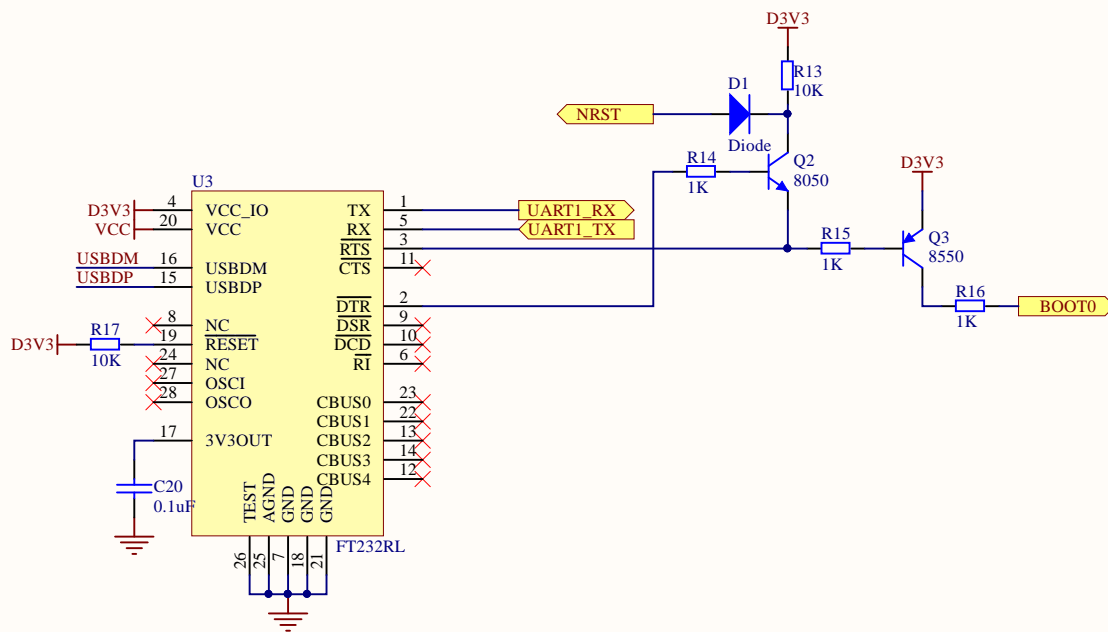 D3V3
R13
10K
D1
NRST
Diode
Q2
8050
R14
1K
D3V3
U3
D3V3
4
VCC_IO
TX
1
UART1_RX
VCC
20
VCC
RX
5
UART1_TX
RTS
3
R15
1K
Q3
8550
USBDM
16
USBDM
CTS
11
USBDP
15
USBDP
DTR
2
R16
1K
BOOT0
8
NC
DSR
9
D3V3
R17
10K
19
RESET
DCD
10
24
NC
RI
6
27
OSCI
28
OSCO
CBUS0
23
CBUS1
22
17
3V3OUT
CBUS2
13
CBUS3
14
CBUS4
12
C20
0.1uF
TEST
AGND
GND
GND
GND
FT232RL
26
25
7
18
21